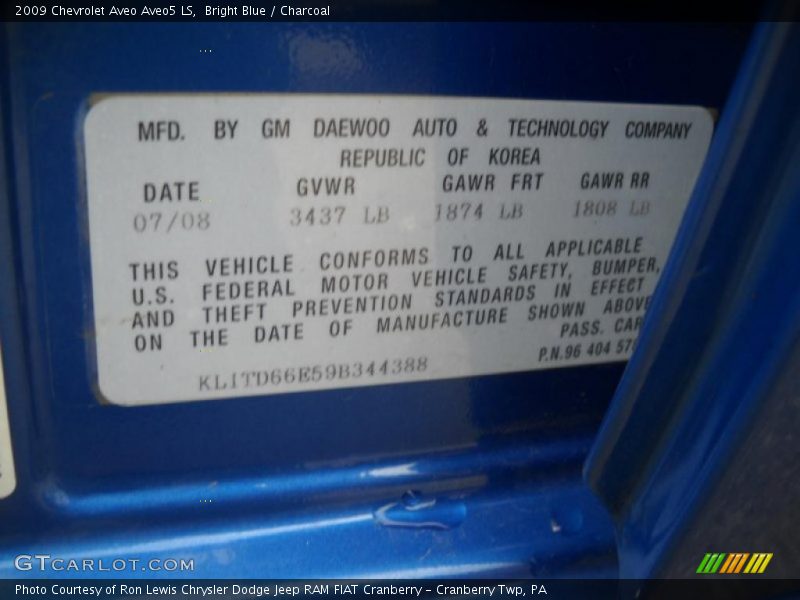 2009 Chevrolet Aveo Aveo5 LS,  Bright Blue / Charcoal
MFD. BY GM DAEWOO AUTO & TECHNOLOGY COMPANY
REPUBLIC OF KOREA
DATE GVWR GAWR FRT GAWR RR
07/08 3437 LB 1874 LB 1808 LB
THIS VEHICLE CONFORMS TO ALL APPLICABLE
U.S. FEDERAL MOTOR VEHICLE SAFETY, BUMPER,
AND THEFT PREVENTION STANDARDS IN EFFECT
ON THE DATE OF MANUFACTURE SHOWN ABOVE
PASS. CAR
KL1TD66E59B344388 P.N.96 404 578
GTCARLOT.COM
Photo Courtesy of Ron Lewis Chrysler Dodge Jeep RAM FIAT Cranberry – Cranberry Twp, PA